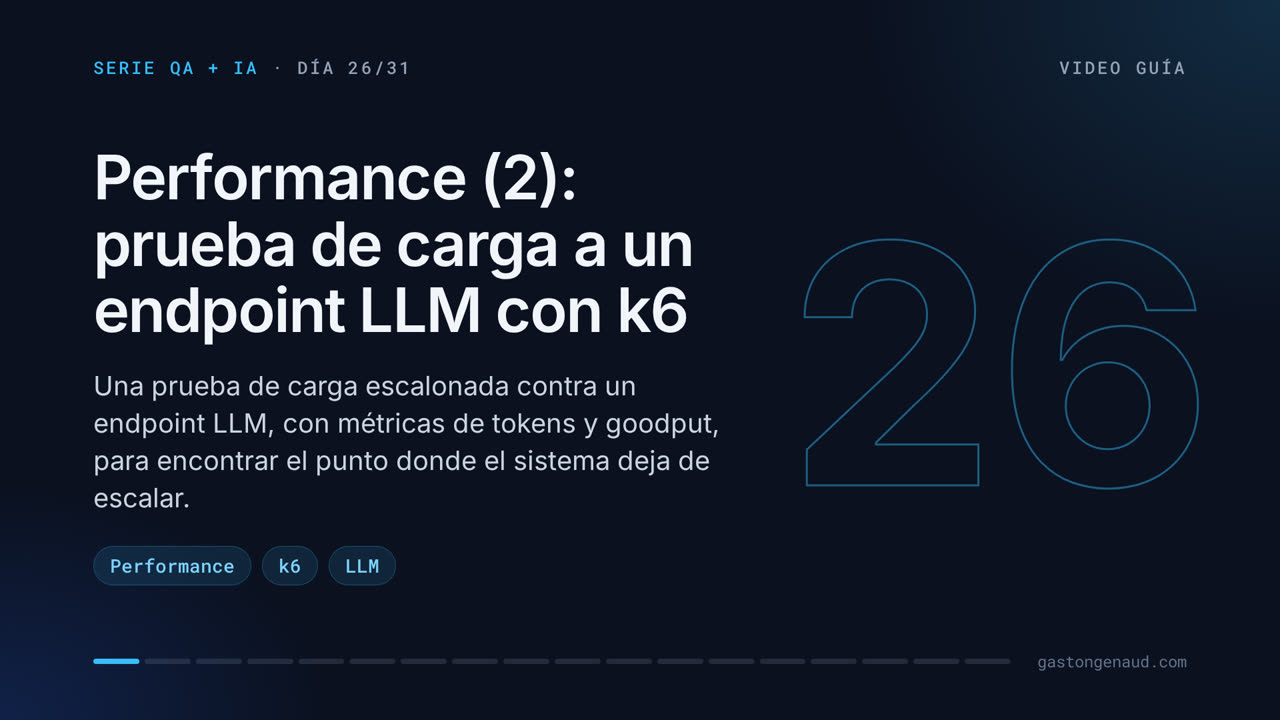 SERIE QA + IA · DÍA 26/31
VIDEO GUÍA
Performance (2):
prueba de carga a un
endpoint LLM con k6
26
Una prueba de carga escalonada contra un
endpoint LLM, con métricas de tokens y goodput,
para encontrar el punto donde el sistema deja de
escalar.
Performance
k6
LLM
gastongenaud.com